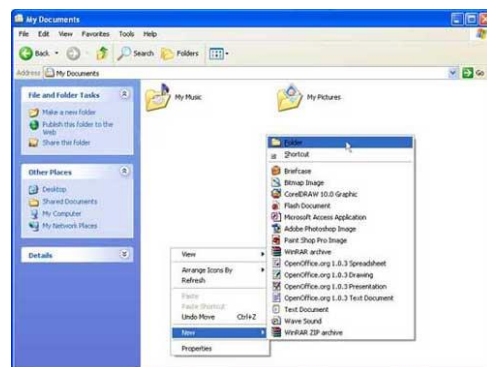 My Documents
File Edit View Favorites Tools Help
Back Search Folders
Address My Documents Go
File and Folder Tasks
Make a new folder
Publish this folder to the
Web
Share this folder
Other Places
Desktop
Shared Documents
My Computer
My Network Places
Details
My Music My Pictures
View
Arrange Icons By
Refresh
Paste
Paste Shortcut
Undo Move Ctrl+Z
New
Properties
Folder
Shortcut
Briefcase
Bitmap Image
CorelDRAW 10.0 Graphic
Flash Document
Microsoft Access Application
Adobe Photoshop Image
Paint Shop Pro Image
WinRAR archive
OpenOffice.org 1.0.3 Spreadsheet
OpenOffice.org 1.0.3 Drawing
OpenOffice.org 1.0.3 Presentation
OpenOffice.org 1.0.3 Text Document
Text Document
Wave Sound
WinRAR ZIP archive